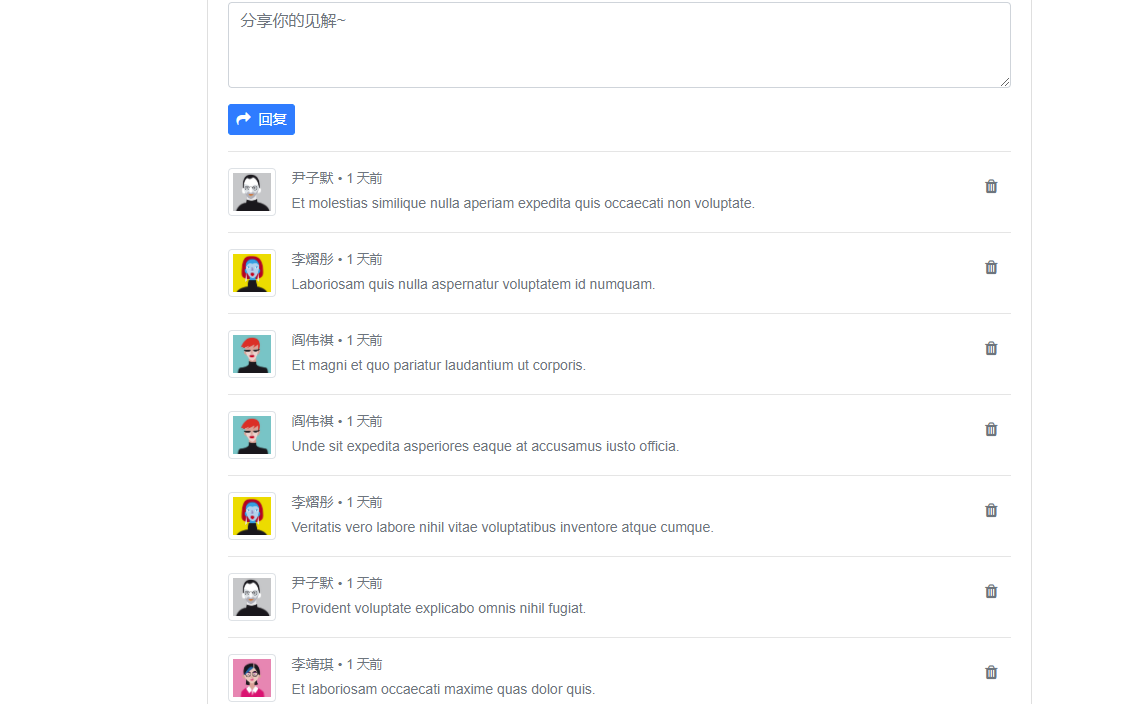 分享你的见解~
回复
尹子默 • 1 天前
Et molestias similique nulla aperiam expedita quis occaecati non voluptate.
李熠彤 • 1 天前
Laboriosam quis nulla aspernatur voluptatem id numquam.
阎伟祺 • 1 天前
Et magni et quo pariatur laudantium ut corporis.
阎伟祺 • 1 天前
Unde sit expedita asperiores eaque at accusamus iusto officia.
李熠彤 • 1 天前
Veritatis vero labore nihil vitae voluptatibus inventore atque cumque.
尹子默 • 1 天前
Provident voluptate explicabo omnis nihil fugiat.
李靖琪 • 1 天前
Et laboriosam occaecati maxime quas dolor quis.